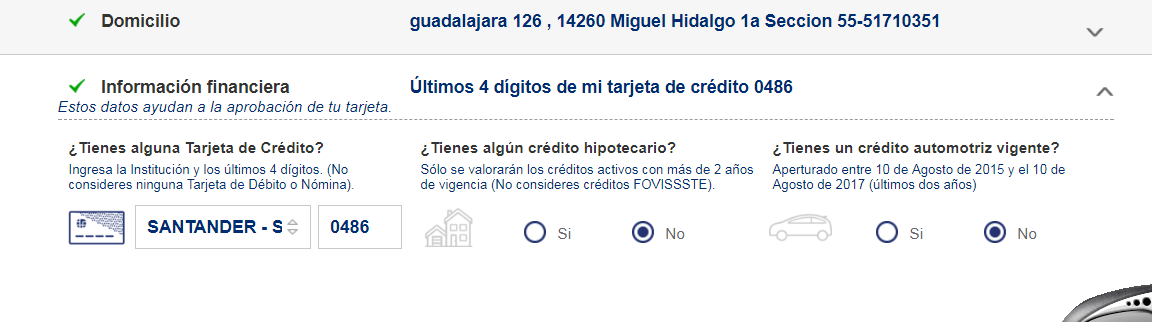 Domicilio guadalajara 126 , 14260 Miguel Hidalgo 1a Seccion 55-51710351
Información financiera Últimos 4 dígitos de mi tarjeta de crédito 0486
Estos datos ayudan a la aprobación de tu tarjeta.
¿Tienes alguna Tarjeta de Crédito?
Ingresa la Institución y los últimos 4 dígitos. (No
consideres ninguna Tarjeta de Débito o Nómina).
SANTANDER - S 0486
¿Tienes algún crédito hipotecario?
Sólo se valorarán los créditos activos con más de 2 años
de vigencia (No consideres créditos FOVISSSTE).
Si No
¿Tienes un crédito automotriz vigente?
Aperturado entre 10 de Agosto de 2015 y el 10 de
Agosto de 2017 (últimos dos años)
Si No